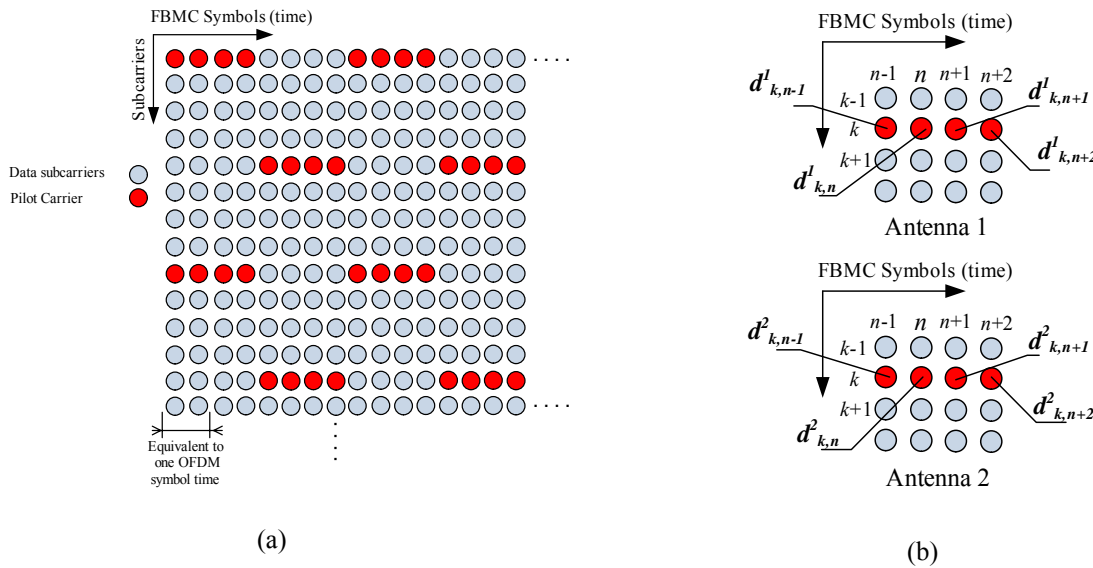 FBMC Symbols (time)
Subcarriers
. . . .
Data subcarriers
Pilot Carrier
. . . .
Equivalent to
one OFDM
symbol time
(a)
FBMC Symbols (time)
n-1 n n+1 n+2
d¹k,n-1
d¹k,n+1
k-1
k
k+1
d¹k,n+2
d¹k,n
Antenna 1
FBMC Symbols (time)
n-1 n n+1 n+2
d²k,n-1
d²k,n+1
k-1
k
k+1
d²k,n
d²k,n+2
Antenna 2
(b)